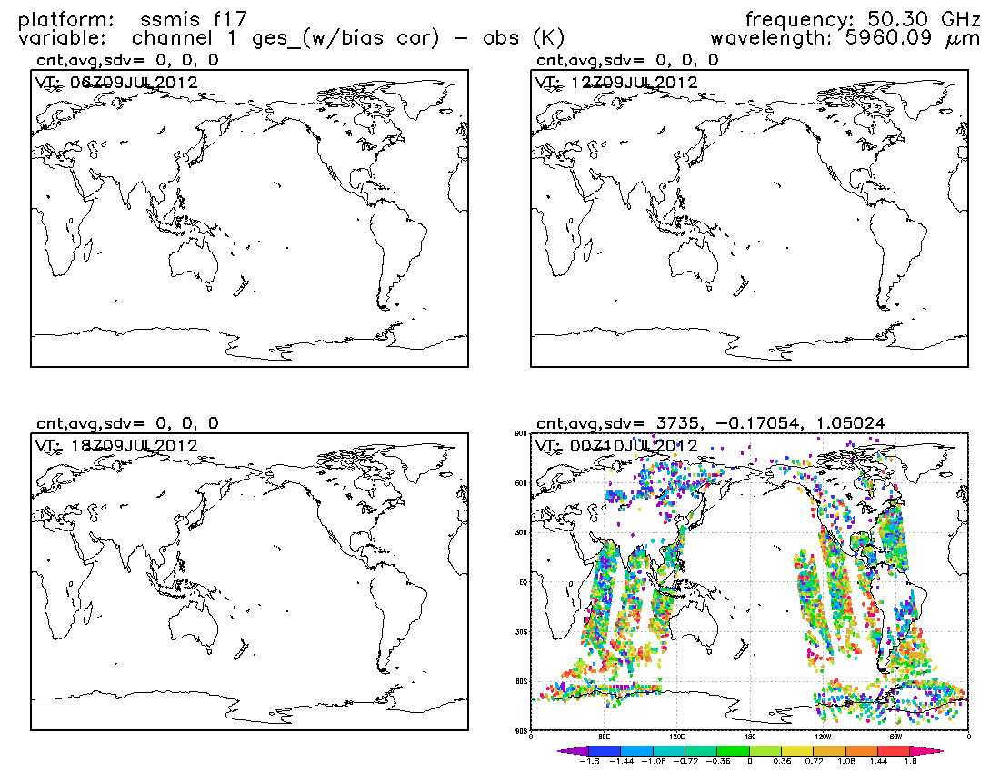 platform:  ssmis f17
frequency: 50.30 GHz
variable:  channel 1 ges_(w/bias cor) – obs (K)
wavelength: 5960.09 μm
cnt,avg,sdv= 0, 0, 0
cnt,avg,sdv= 0, 0, 0
VT: 06Z09JUL2012
VT: 12Z09JUL2012
cnt,avg,sdv= 0, 0, 0
cnt,avg,sdv= 3735, –0.17054, 1.05024
VT: 18Z09JUL2012
VT: 00Z10JUL2012
90N
60N
30N
EQ
30S
60S
90S
0 60E 120E 180 120W 60W 0
–1.8 –1.44 –1.08 –0.72 –0.36 0 0.36 0.72 1.08 1.44 1.8